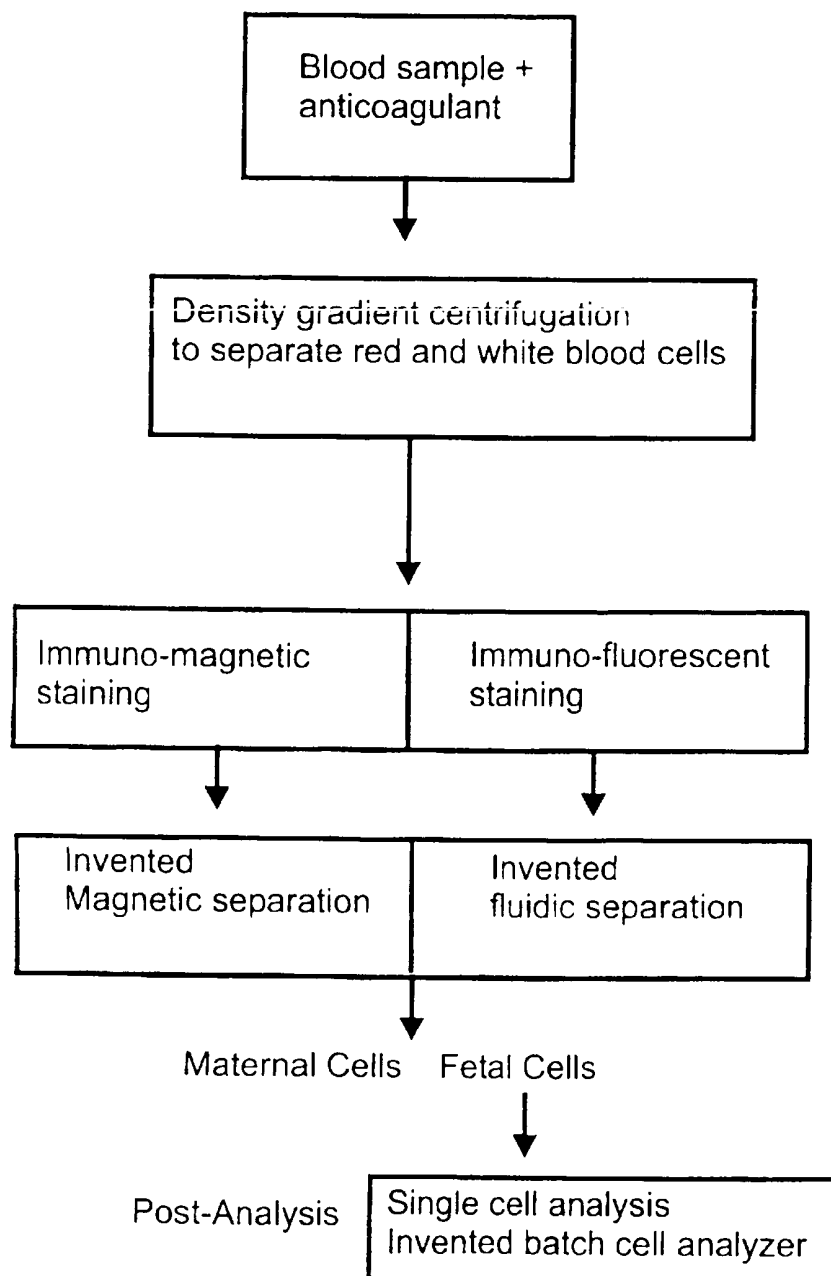 Blood sample +
anticoagulant
Density gradient centrifugation
to separate red and white blood cells
Immuno-magnetic
staining
Immuno-fluorescent
staining
Invented
Magnetic separation
Invented
fluidic separation
Maternal Cells Fetal Cells
Post-Analysis
Single cell analysis
Invented batch cell analyzer